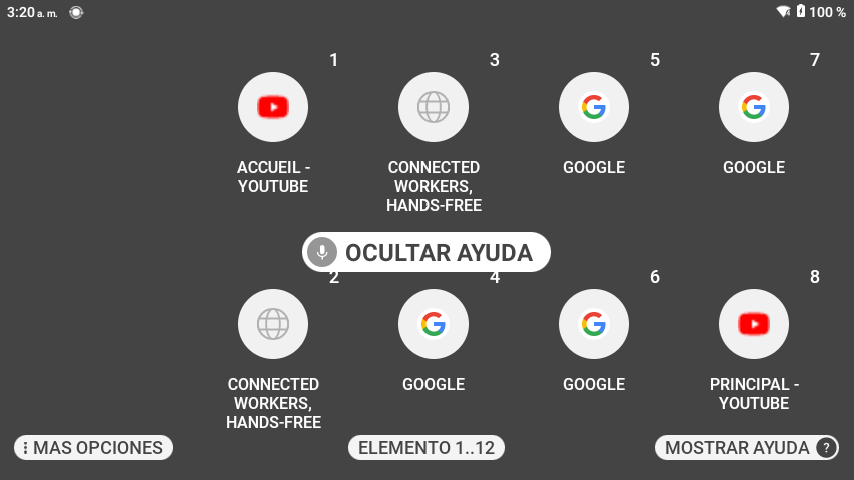 3:20 a. m.
100 %
1
3
5
7
ACCUEIL -
YOUTUBE
CONNECTED
WORKERS,
HANDS-FREE
GOOGLE
GOOGLE
OCULTAR AYUDA
2
4
6
8
CONNECTED
WORKERS,
HANDS-FREE
GOOGLE
GOOGLE
PRINCIPAL -
YOUTUBE
MAS OPCIONES
ELEMENTO 1..12
MOSTRAR AYUDA ?